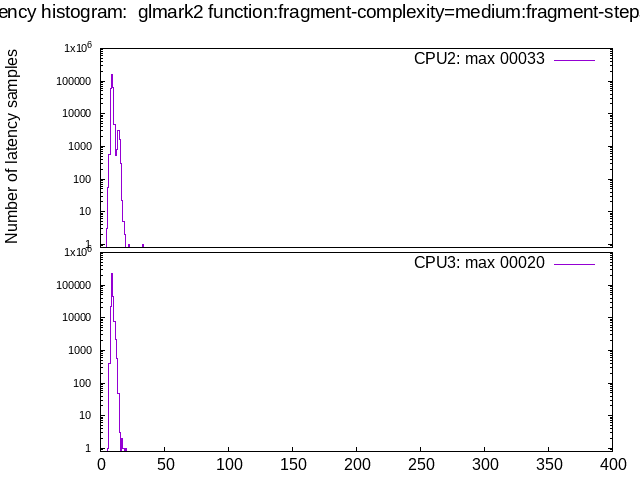 ency histogram: glmark2 function:fragment-complexity=medium:fragment-step
Number of latency samples
1x10^6
CPU2: max 00033
100000
10000
1000
100
10
1
1x10^6
CPU3: max 00020
100000
10000
1000
100
10
1
0 50 100 150 200 250 300 350 400